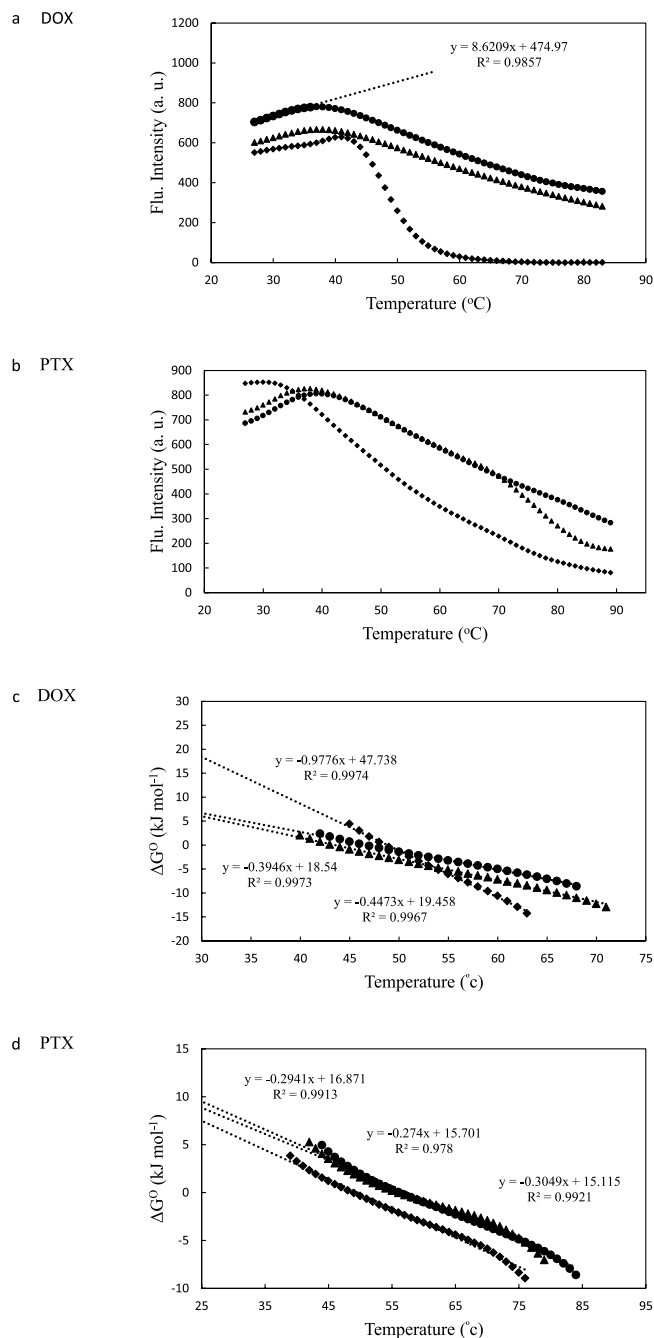 a DOX
1200
1000
800
600
400
200
0
Flu. Intensity (a. u.)
y = 8.6209x + 474.97
R² = 0.9857
20 30 40 50 60 70 80 90
Temperature (°C)
b PTX
900
800
700
600
500
400
300
200
100
0
Flu. Intensity (a. u.)
20 30 40 50 60 70 80 90
Temperature (°C)
c DOX
30
25
20
15
10
5
0
-5
-10
-15
-20
ΔG⁰ (kJ mol⁻¹)
y = -0.9776x + 47.738
R² = 0.9974
y = -0.3946x + 18.54
R² = 0.9973
y = -0.4473x + 19.458
R² = 0.9967
30 35 40 45 50 55 60 65 70 75
Temperature (°c)
d PTX
15
10
5
0
-5
-10
ΔG⁰ (kJ mol⁻¹)
y = -0.2941x + 16.871
R² = 0.9913
y = -0.274x + 15.701
R² = 0.978
y = -0.3049x + 15.115
R² = 0.9921
25 35 45 55 65 75 85
Temperature (°c)